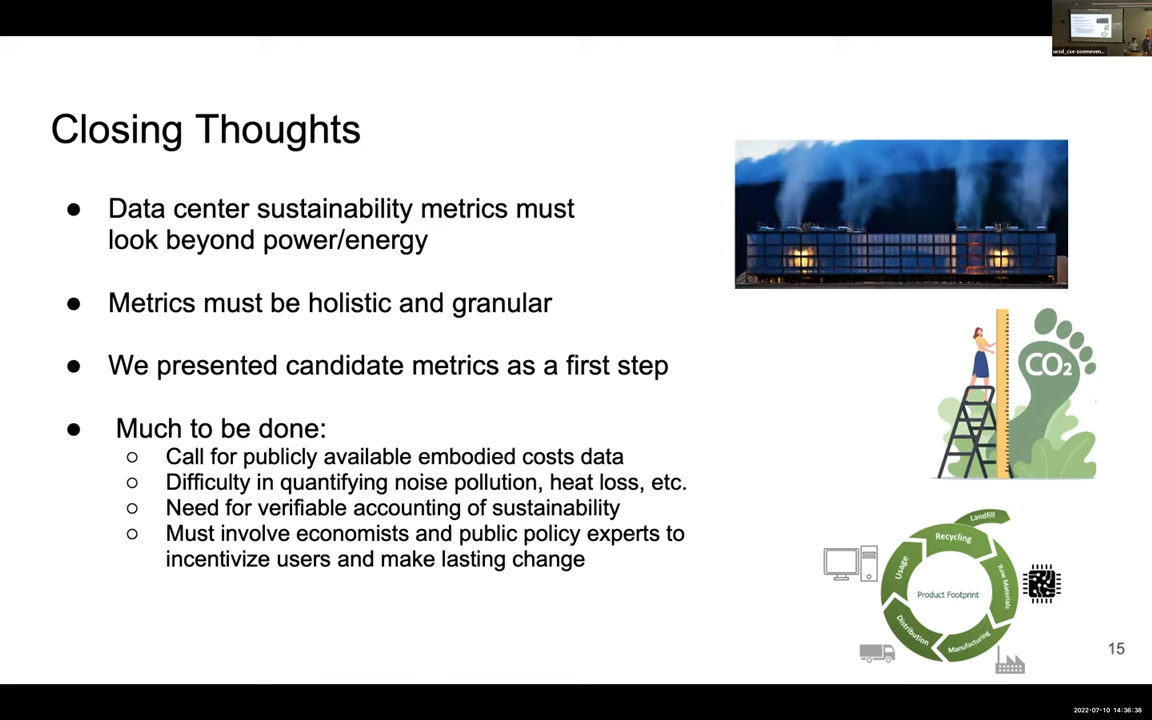 ucsd_cse-zoomeven...
Closing Thoughts
● Data center sustainability metrics must
look beyond power/energy
● Metrics must be holistic and granular
● We presented candidate metrics as a first step
● Much to be done:
○ Call for publicly available embodied costs data
○ Difficulty in quantifying noise pollution, heat loss, etc.
○ Need for verifiable accounting of sustainability
○ Must involve economists and public policy experts to
incentivize users and make lasting change
CO₂
Landfill
Recycling
Usage
Raw Materials
Product Footprint
Distribution
Manufacturing
15
2022-07-10 14:36:38